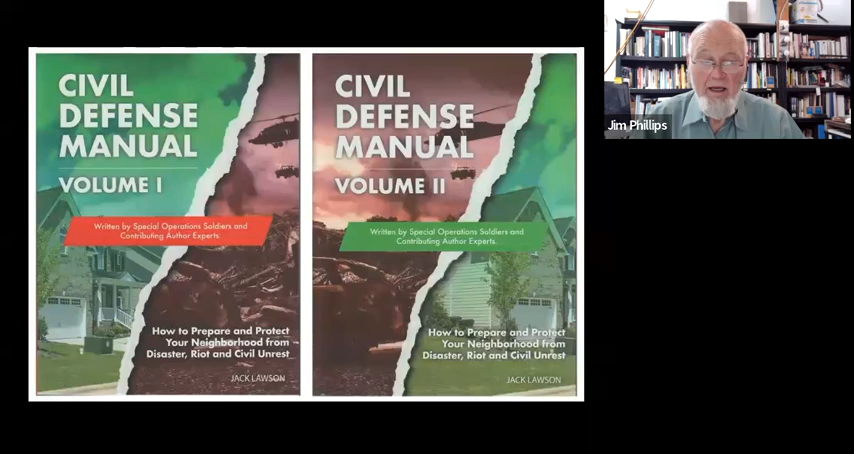 CIVIL
DEFENSE
MANUAL
VOLUME I
Written by Special Operations Soldiers and
Contributing Author Experts.
How to Prepare and Protect
Your Neighborhood from
Disaster, Riot and Civil Unrest
JACK LAWSON
CIVIL
DEFENSE
MANUAL
VOLUME II
Written by Special Operations Soldiers and
Contributing Author Experts.
How to Prepare and Protect
Your Neighborhood from
Disaster, Riot and Civil Unrest
JACK LAWSON
Jim Phillips